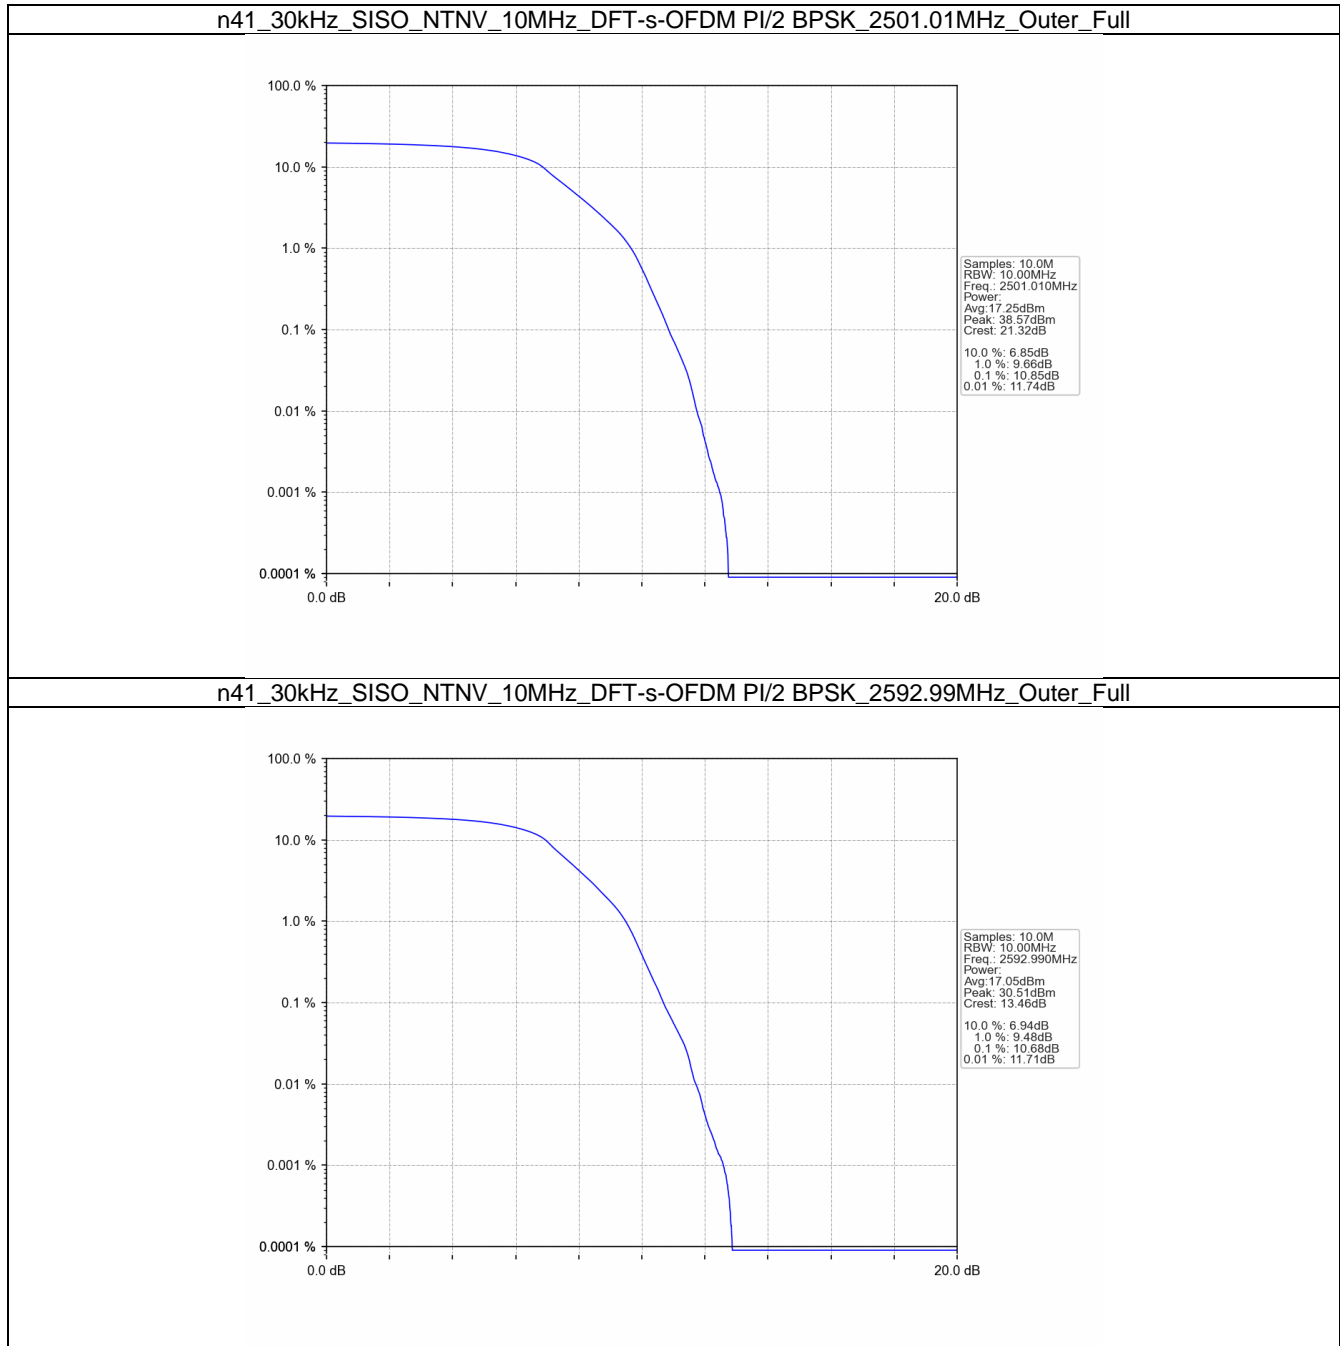 n41_30kHz_SISO_NTNV_10MHz_DFT-s-OFDM PI/2 BPSK_2501.01MHz_Outer_Full
100.0 %
10.0 %
1.0 %
0.1 %
0.01 %
0.001 %
0.0001 %
0.0 dB
20.0 dB
Samples: 10.0M
RBW: 10.00MHz
Freq.: 2501.010MHz
Power:
Avg:17.25dBm
Peak: 38.57dBm
Crest: 21.32dB
10.0 %: 6.85dB
1.0 %: 9.66dB
0.1 %: 10.85dB
0.01 %: 11.74dB
n41_30kHz_SISO_NTNV_10MHz_DFT-s-OFDM PI/2 BPSK_2592.99MHz_Outer_Full
100.0 %
10.0 %
1.0 %
0.1 %
0.01 %
0.001 %
0.0001 %
0.0 dB
20.0 dB
Samples: 10.0M
RBW: 10.00MHz
Freq.: 2592.990MHz
Power:
Avg:17.05dBm
Peak: 30.51dBm
Crest: 13.46dB
10.0 %: 6.94dB
1.0 %: 9.48dB
0.1 %: 10.68dB
0.01 %: 11.71dB